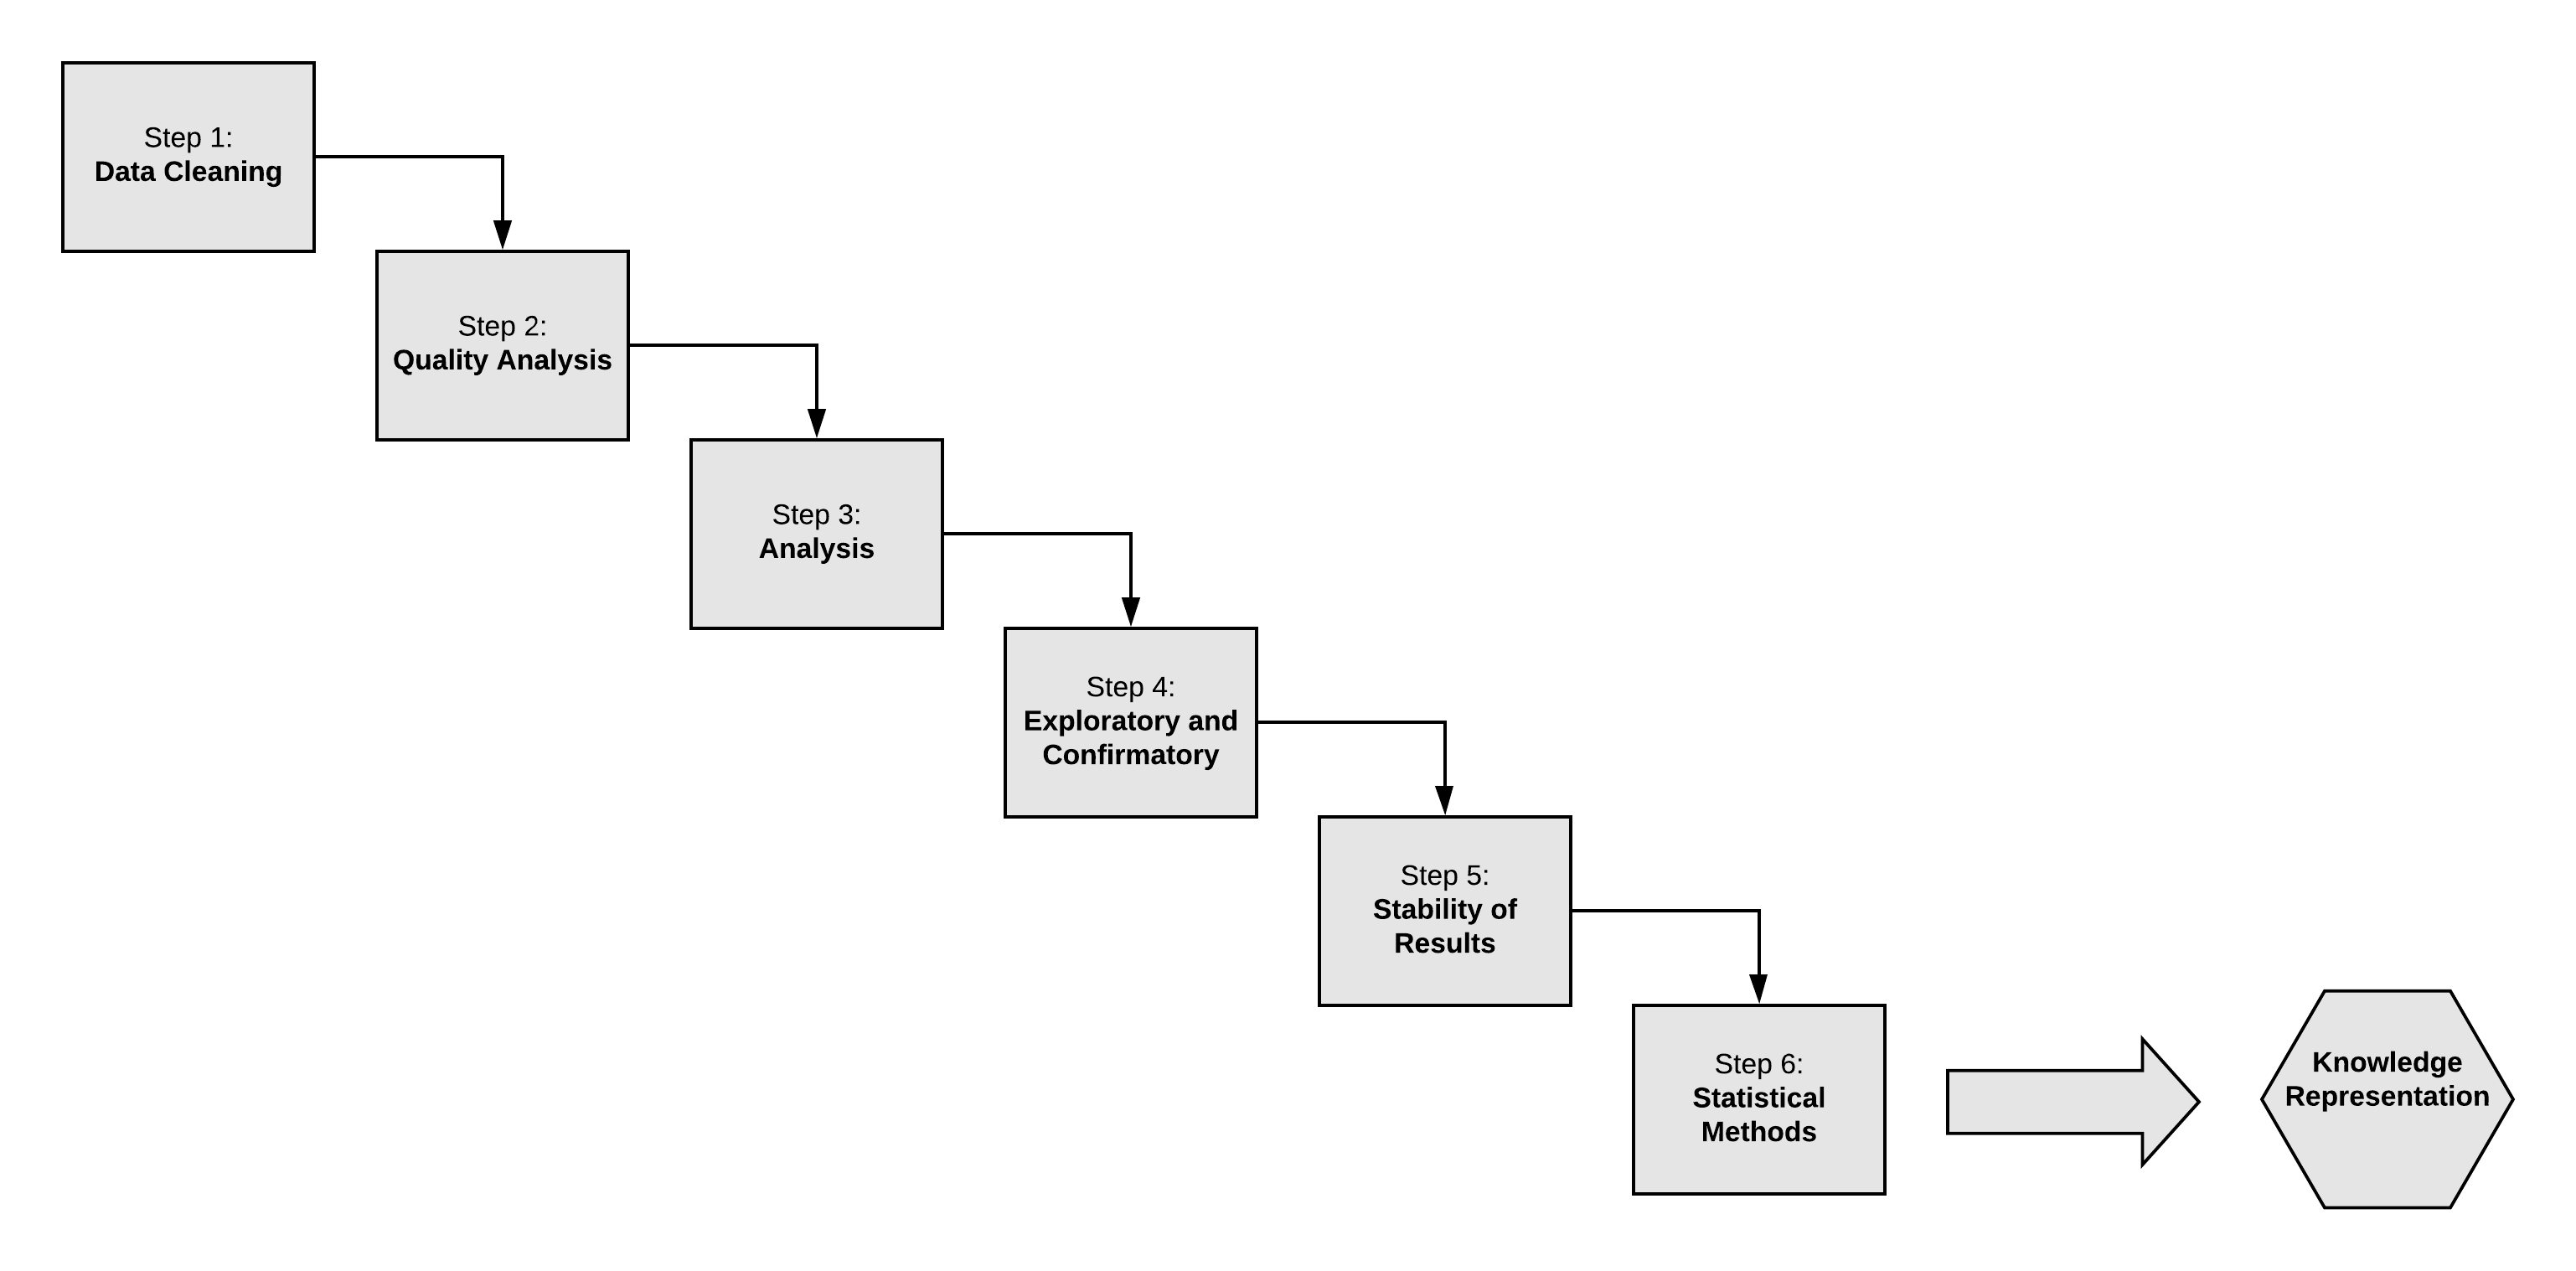 Step 1:
Data Cleaning
Step 2:
Quality Analysis
Step 3:
Analysis
Step 4:
Exploratory and
Confirmatory
Step 5:
Stability of
Results
Step 6:
Statistical
Methods
Knowledge
Representation